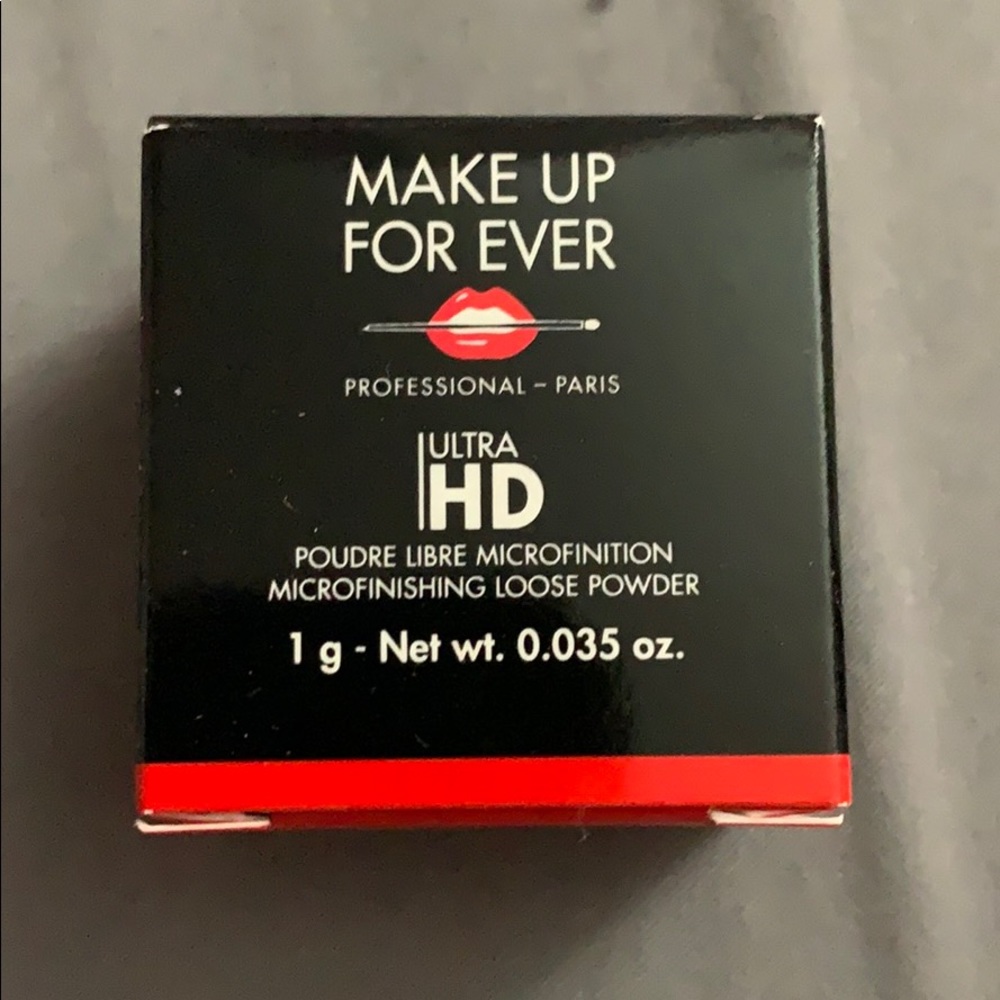 MAKE UP
FOR EVER
PROFESSIONAL – PARIS
ULTRA
HD
POUDRE LIBRE MICROFINITION
MICROFINISHING LOOSE POWDER
1 g - Net wt. 0.035 oz.